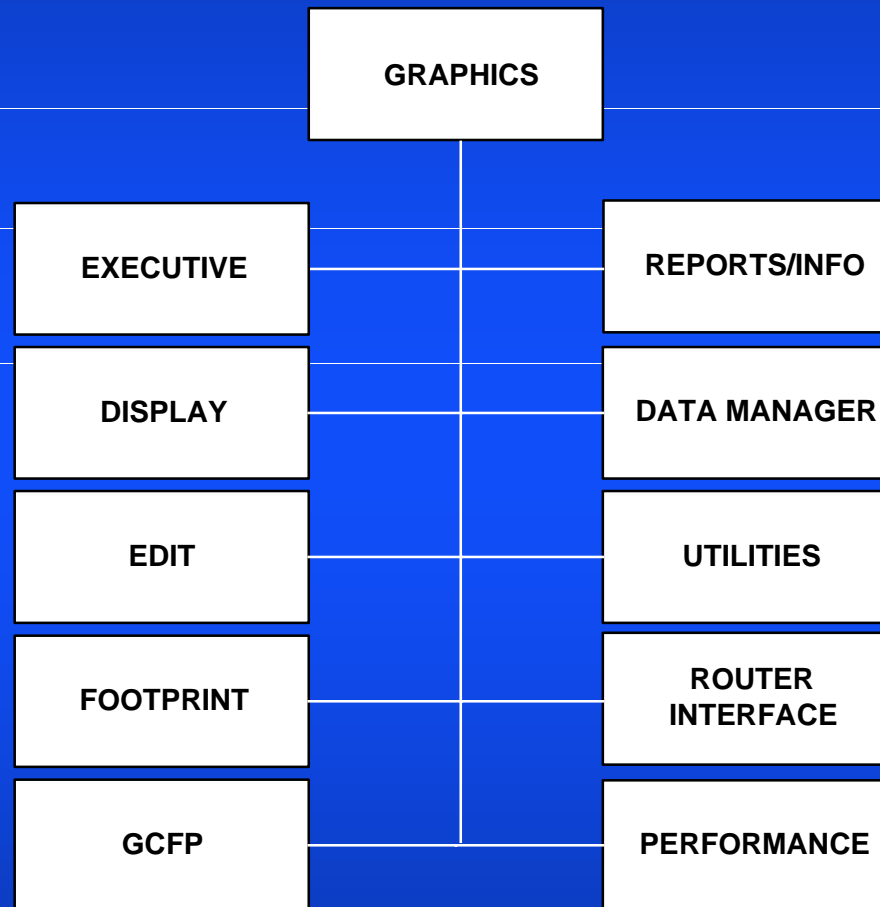 GRAPHICS
EXECUTIVE
REPORTS/INFO
DISPLAY
DATA MANAGER
EDIT
UTILITIES
FOOTPRINT
ROUTER
INTERFACE
GCFP
PERFORMANCE